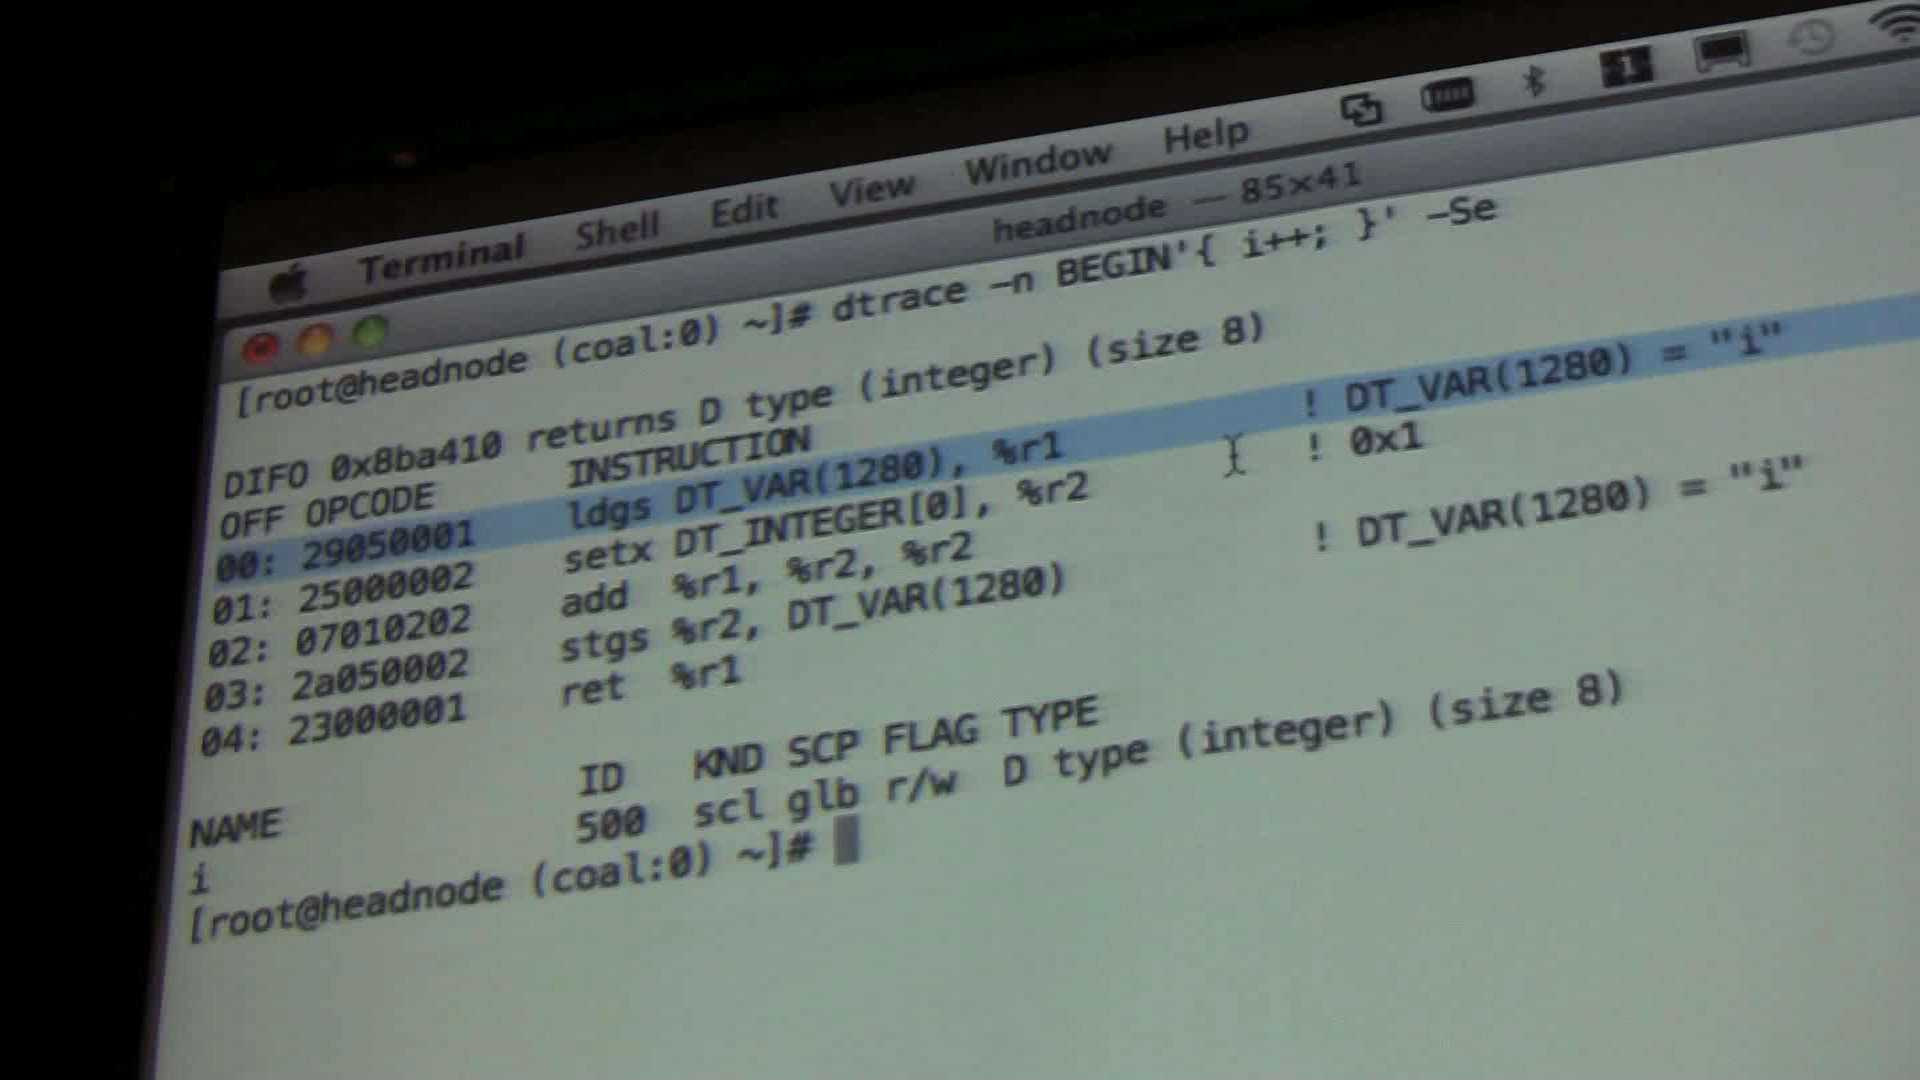 Terminal Shell Edit View Window Help 1
headnode — 85×41
[root@headnode (coal:0) ~]# dtrace -n BEGIN'{ i++; }' -Se
DIFO 0x8ba410 returns D type (integer) (size 8)
OFF OPCODE INSTRUCTION
00: 29050001 ldgs DT_VAR(1280), %r1 ! DT_VAR(1280) = "i"
01: 25000002 setx DT_INTEGER[0], %r2 ! 0x1
02: 07010202 add %r1, %r2, %r2
03: 2a050002 stgs %r2, DT_VAR(1280) ! DT_VAR(1280) = "i"
04: 23000001 ret %r1
NAME ID KND SCP FLAG TYPE
i 500 scl glb r/w D type (integer) (size 8)
[root@headnode (coal:0) ~]#